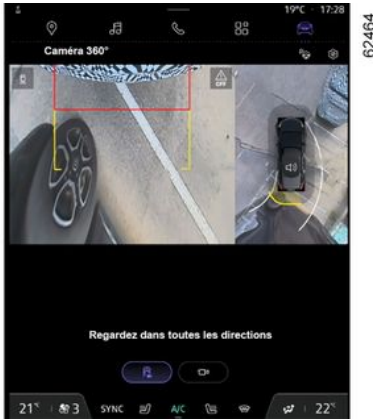 19°C · 17:28
Caméra 360°
OFF
Regardez dans toutes les directions
21°C 3 SYNC A/C 22°C
62464